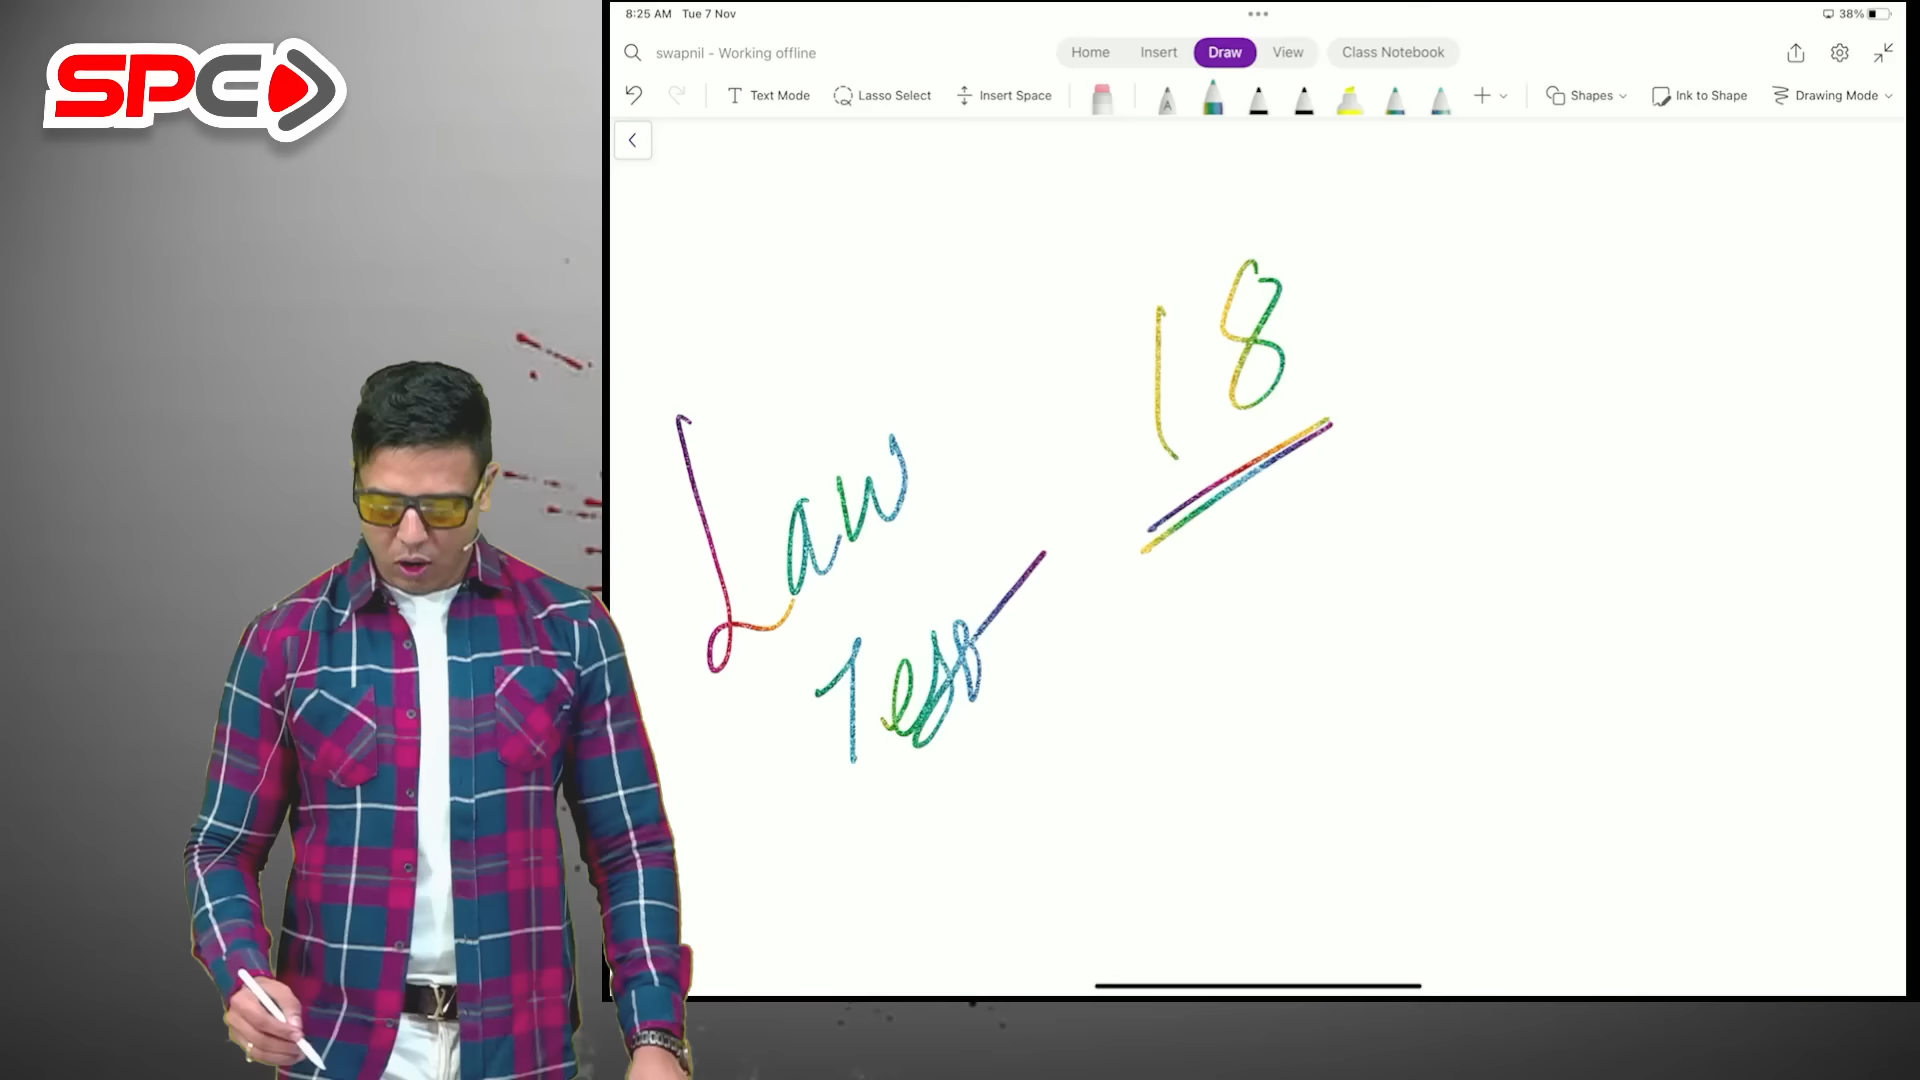 SPE
8:25 AM Tue 7 Nov
38%
swapnil - Working offline
Home Insert Draw View Class Notebook
Text Mode Lasso Select Insert Space A Shapes Ink to Shape Drawing Mode
18
Law